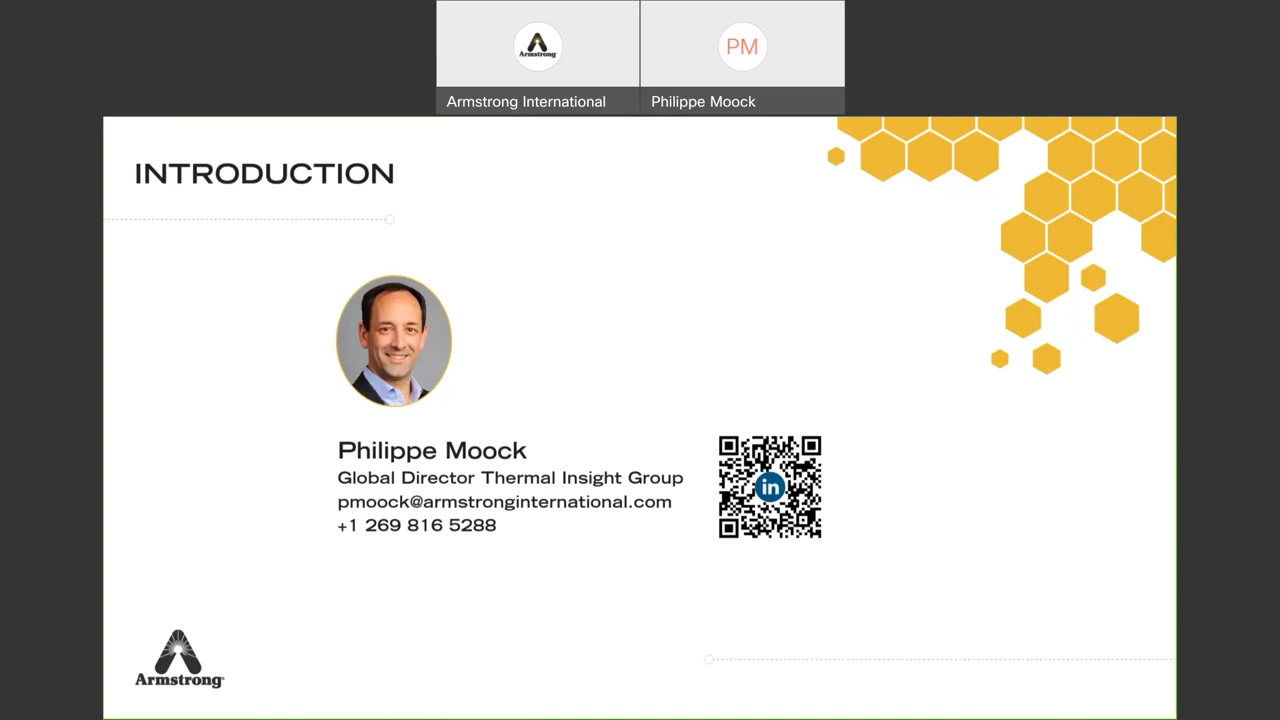 Armstrong
PM
Armstrong International
Philippe Moock
INTRODUCTION
Philippe Moock
Global Director Thermal Insight Group
pmoock@armstronginternational.com
+1 269 816 5288
in
Armstrong